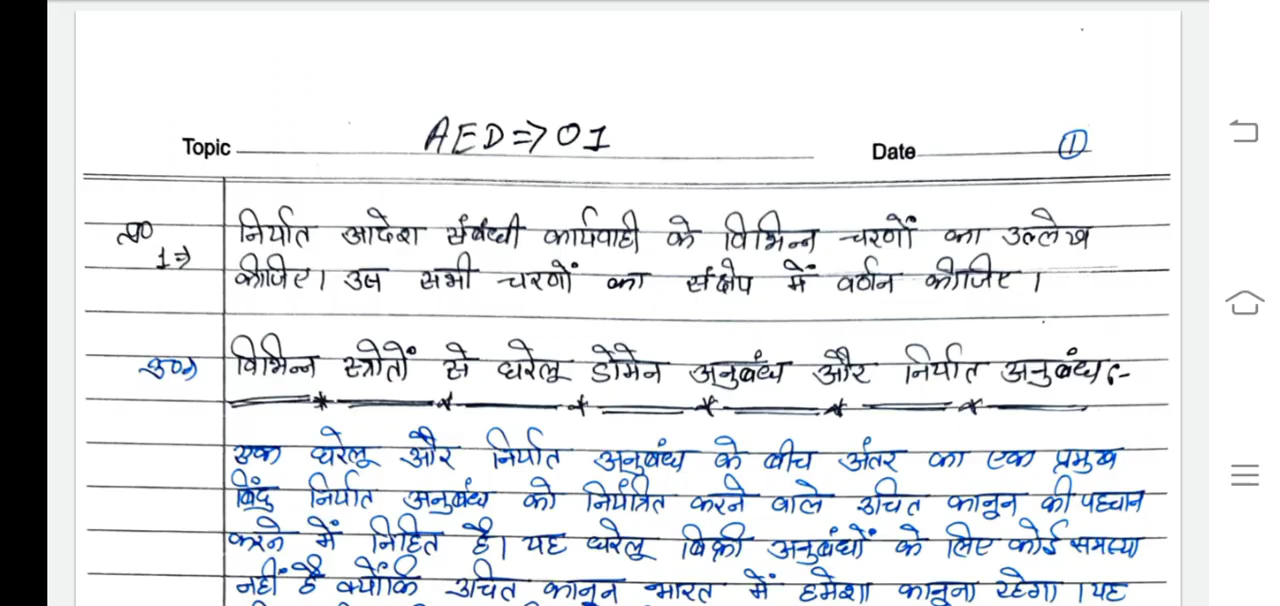 Topic AED=>01 Date ①
प्र०
1=> निर्यात आदेश संबंधी कार्यवाही के विभिन्न चरणों का उल्लेख
कीजिए। उन सभी चरणों का संक्षेप में वर्णन कीजिए।
उ०> विभिन्न स्त्रोतों से घरेलू डोमेन अनुबंध और निर्यात अनुबंध:-
एक घरेलू और निर्यात अनुबंध के बीच अंतर का एक प्रमुख
बिंदु निर्यात अनुबंध को नियंत्रित करने वाले उचित कानून की पहचान
करने में निहित है। यह घरेलू बिक्री अनुबंधों के लिए कोई समस्या
नहीं है क्योंकि उचित कानून भारत में हमेशा कानूना रहेगा। यह